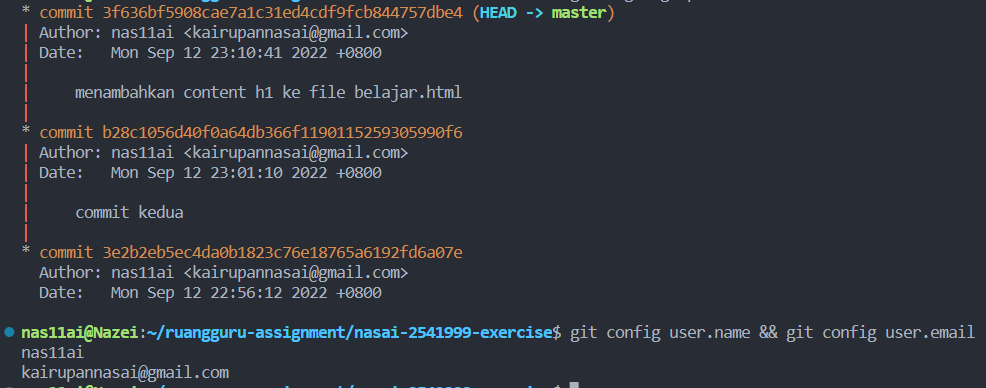 * commit 3f636bf5908cae7a1c31ed4cdf9fcb844757dbe4 (HEAD -> master)
| Author: nas11ai <kairupannasai@gmail.com>
| Date:   Mon Sep 12 23:10:41 2022 +0800
|
|     menambahkan content h1 ke file belajar.html
|
* commit b28c1056d40f0a64db366f1190115259305990f6
| Author: nas11ai <kairupannasai@gmail.com>
| Date:   Mon Sep 12 23:01:10 2022 +0800
|
|     commit kedua
|
* commit 3e2b2eb5ec4da0b1823c76e18765a6192fd6a07e
  Author: nas11ai <kairupannasai@gmail.com>
  Date:   Mon Sep 12 22:56:12 2022 +0800
nas11ai@Nazei:~/ruangguru-assignment/nasai-2541999-exercise$ git config user.name && git config user.email
nas11ai
kairupannasai@gmail.com